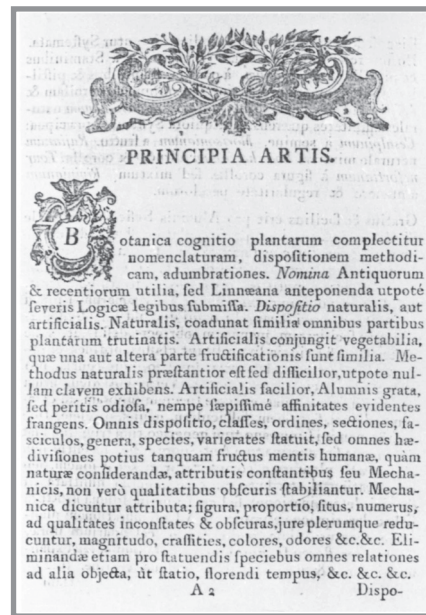 PRINCIPIA ARTIS.
Botanica cognitio plantarum complectitur
nomenclaturam, dispositionem methodi-
cam, adumbrationes. Nomina Antiquorum
& recentiorum utilia, sed Linnæana anteponenda utpotè
severis Logicæ legibus submissa. Dispositio naturalis, aut
artificialis. Naturalis, coadunat similia omnibus partibus
plantarum trutinatis. Artificialis conjungit vegetabilia,
quæ una aut altera parte fructificationis sunt similia. Me-
thodus naturalis præstantior est sed difficilior, utpote nul-
lam clavem exhibens. Artificialis facilior, Alumnis grata,
sed peritis odiosa, nempe sæpissimè affinitates evidentes
frangens. Omnis dispositio, classes, ordines, sectiones, fa-
sciculos, genera, species, varierates statuit, sed omnes hæ-
divisiones potius tanquam fructus mentis humanæ, quàm
naturæ considerandæ, attributis constantibus seu Mecha-
nicis, non verò qualitatibus obscuris stabiliantur. Mecha-
nica dicuntur attributa; figura, proportio, situs, numerus,
ad qualitates inconstates & obscuras, jure plerumque redu-
cuntur, magnitudo, crassities, colores, odores &c. &c. Eli-
minandæ etiam pro statuendis speciebus omnes relationes
ad alia objecta, ùt statio, florendi tempus, &c. &c. &c.
A 2 Dispo-